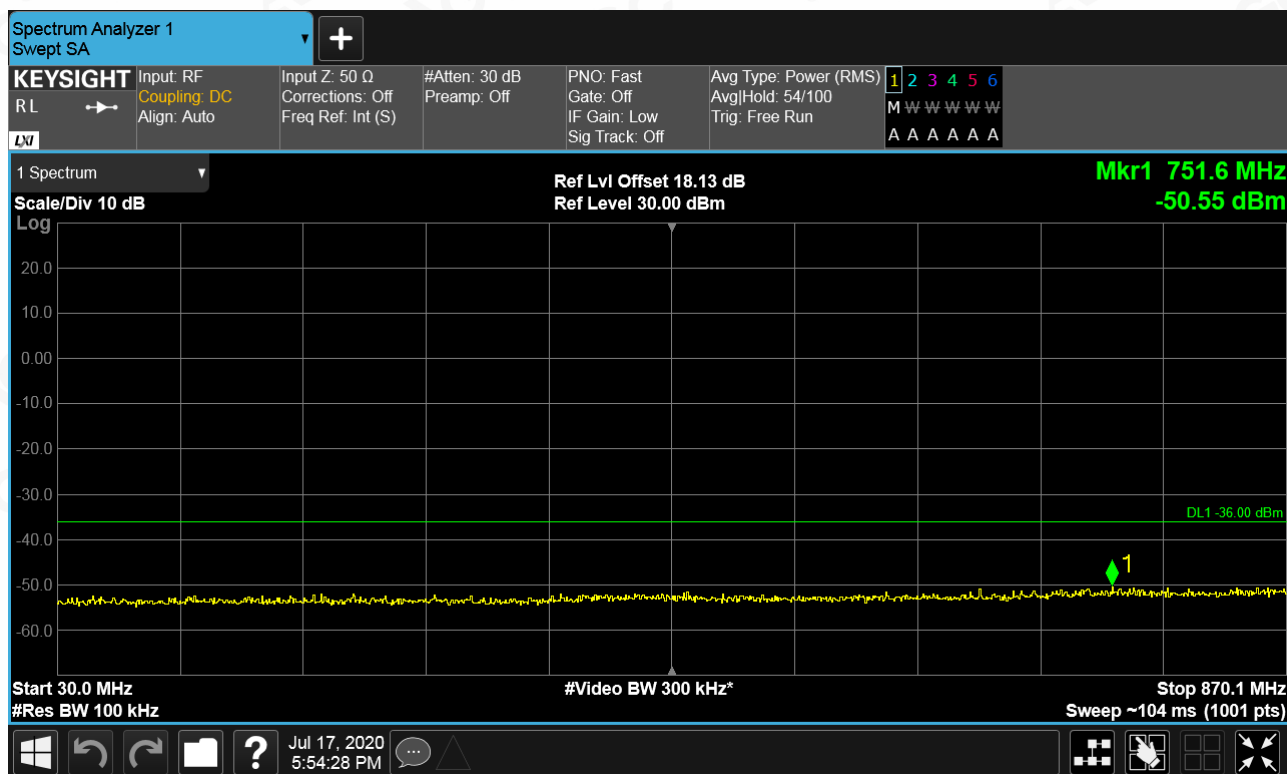 Spectrum Analyzer 1
Swept SA
+
KEYSIGHT
RL
LXI
Input: RF
Coupling: DC
Align: Auto
Input Z: 50 Ω
Corrections: Off
Freq Ref: Int (S)
#Atten: 30 dB
Preamp: Off
PNO: Fast
Gate: Off
IF Gain: Low
Sig Track: Off
Avg Type: Power (RMS)
Avg|Hold: 54/100
Trig: Free Run
1 2 3 4 5 6
M W W W W W
A A A A A A
1 Spectrum
Scale/Div 10 dB
Ref Lvl Offset 18.13 dB
Ref Level 30.00 dBm
Mkr1 751.6 MHz
-50.55 dBm
Log
20.0
10.0
0.00
-10.0
-20.0
-30.0
DL1 -36.00 dBm
-40.0
1
-50.0
-60.0
Start 30.0 MHz
#Video BW 300 kHz*
Stop 870.1 MHz
#Res BW 100 kHz
Sweep ~104 ms (1001 pts)
?
Jul 17, 2020
5:54:28 PM